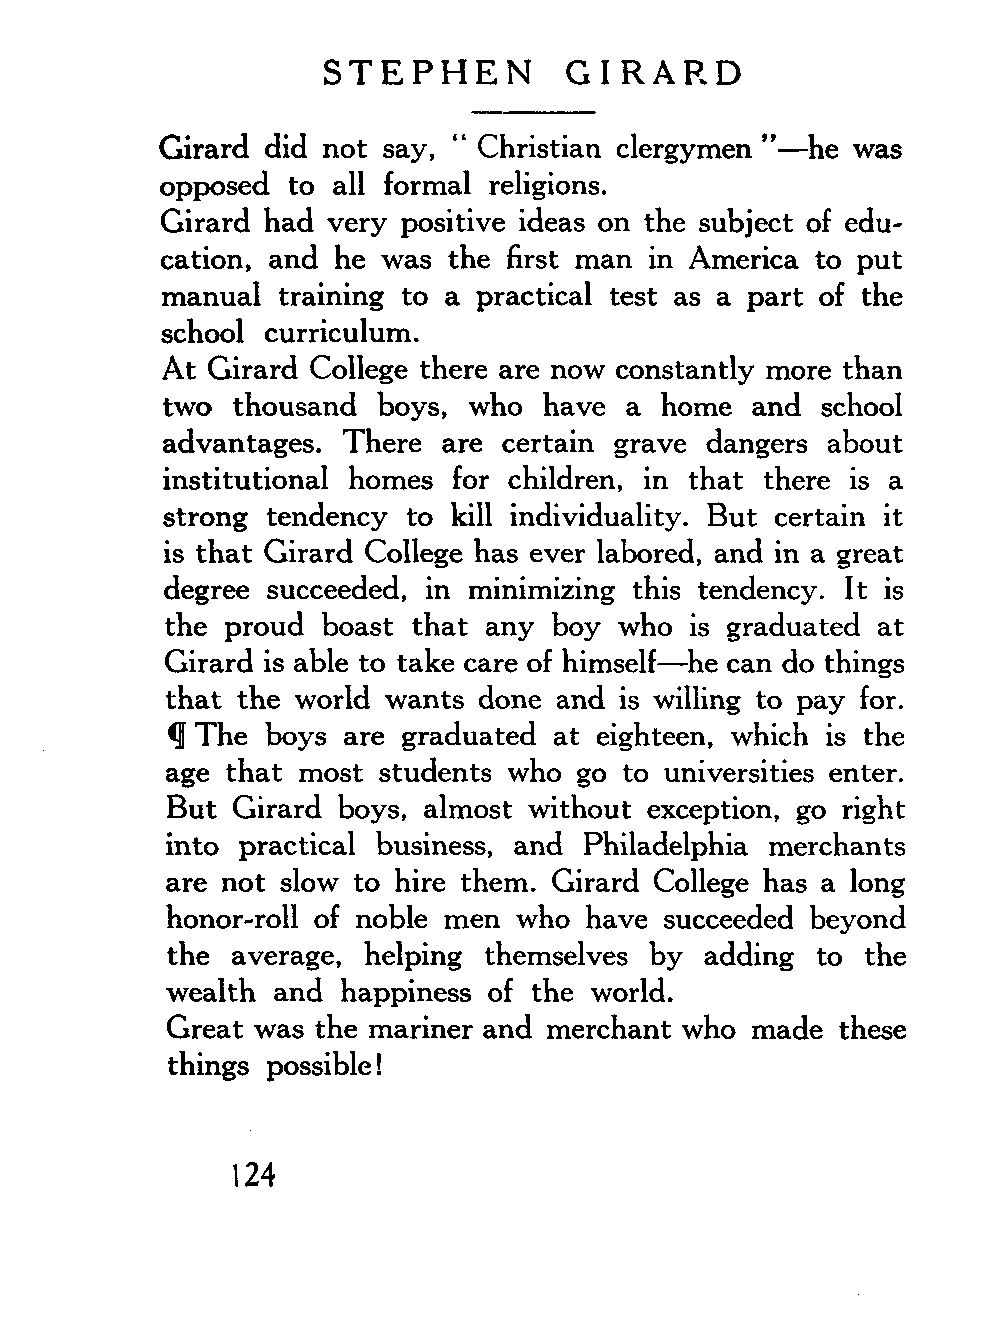 STEPHEN GIRARD
Girard did not say, “ Christian clergymen ”—he was
opposed to all formal religions.
Girard had very positive ideas on the subject of edu-
cation, and he was the first man in America to put
manual training to a practical test as a part of the
school curriculum.
At Girard College there are now constantly more than
two thousand boys, who have a home and school
advantages. There are certain grave dangers about
institutional homes for children, in that there is a
strong tendency to kill individuality. But certain it
is that Girard College has ever labored, and in a great
degree succeeded, in minimizing this tendency. It is
the proud boast that any boy who is graduated at
Girard is able to take care of himself—he can do things
that the world wants done and is willing to pay for.
¶ The boys are graduated at eighteen, which is the
age that most students who go to universities enter.
But Girard boys, almost without exception, go right
into practical business, and Philadelphia merchants
are not slow to hire them. Girard College has a long
honor-roll of noble men who have succeeded beyond
the average, helping themselves by adding to the
wealth and happiness of the world.
Great was the mariner and merchant who made these
things possible!
124